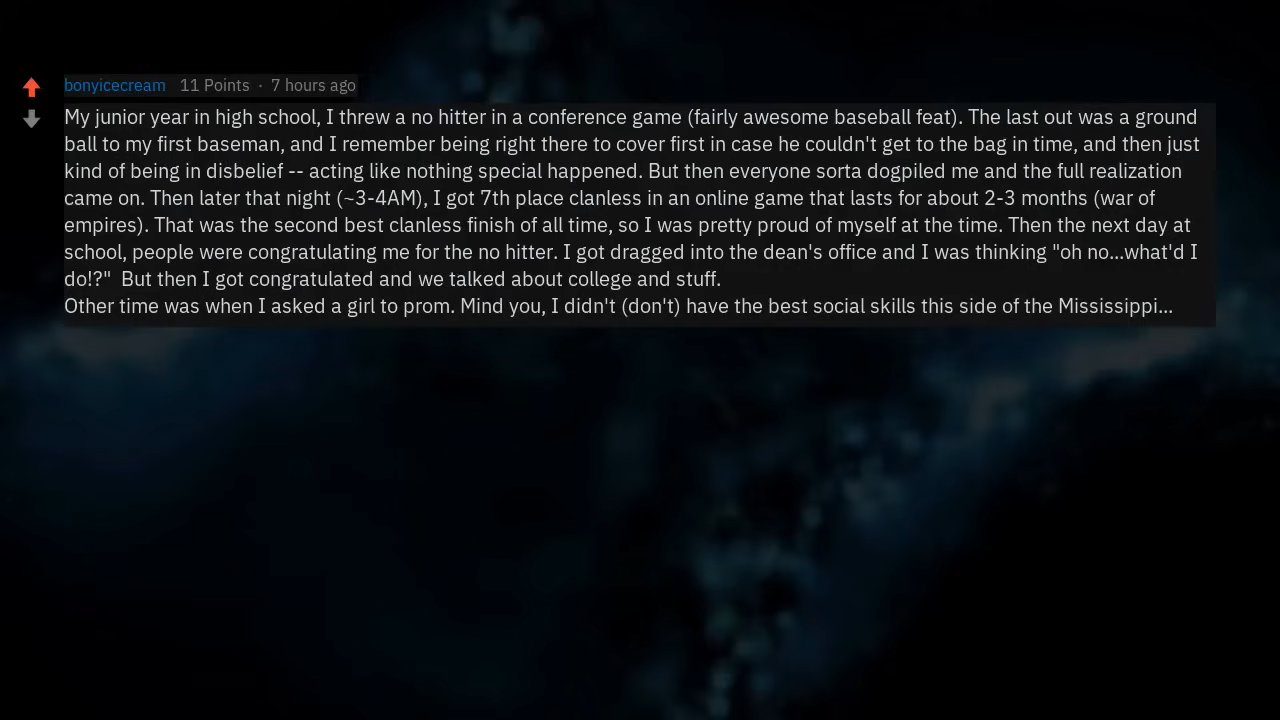 bonyicecream 11 Points · 7 hours ago
My junior year in high school, I threw a no hitter in a conference game (fairly awesome baseball feat). The last out was a ground
ball to my first baseman, and I remember being right there to cover first in case he couldn't get to the bag in time, and then just
kind of being in disbelief -- acting like nothing special happened. But then everyone sorta dogpiled me and the full realization
came on. Then later that night (~3-4AM), I got 7th place clanless in an online game that lasts for about 2-3 months (war of
empires). That was the second best clanless finish of all time, so I was pretty proud of myself at the time. Then the next day at
school, people were congratulating me for the no hitter. I got dragged into the dean's office and I was thinking "oh no...what'd I
do!?"  But then I got congratulated and we talked about college and stuff.
Other time was when I asked a girl to prom. Mind you, I didn't (don't) have the best social skills this side of the Mississippi...